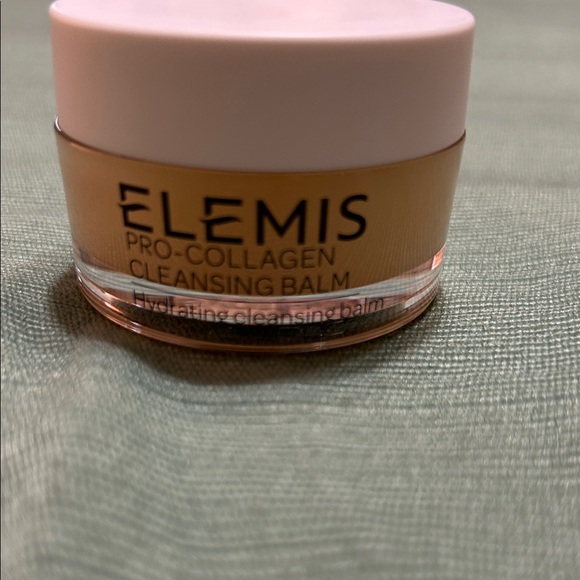 ELEMIS
PRO-COLLAGEN
CLEANSING BALM
Hydrating cleansing balm